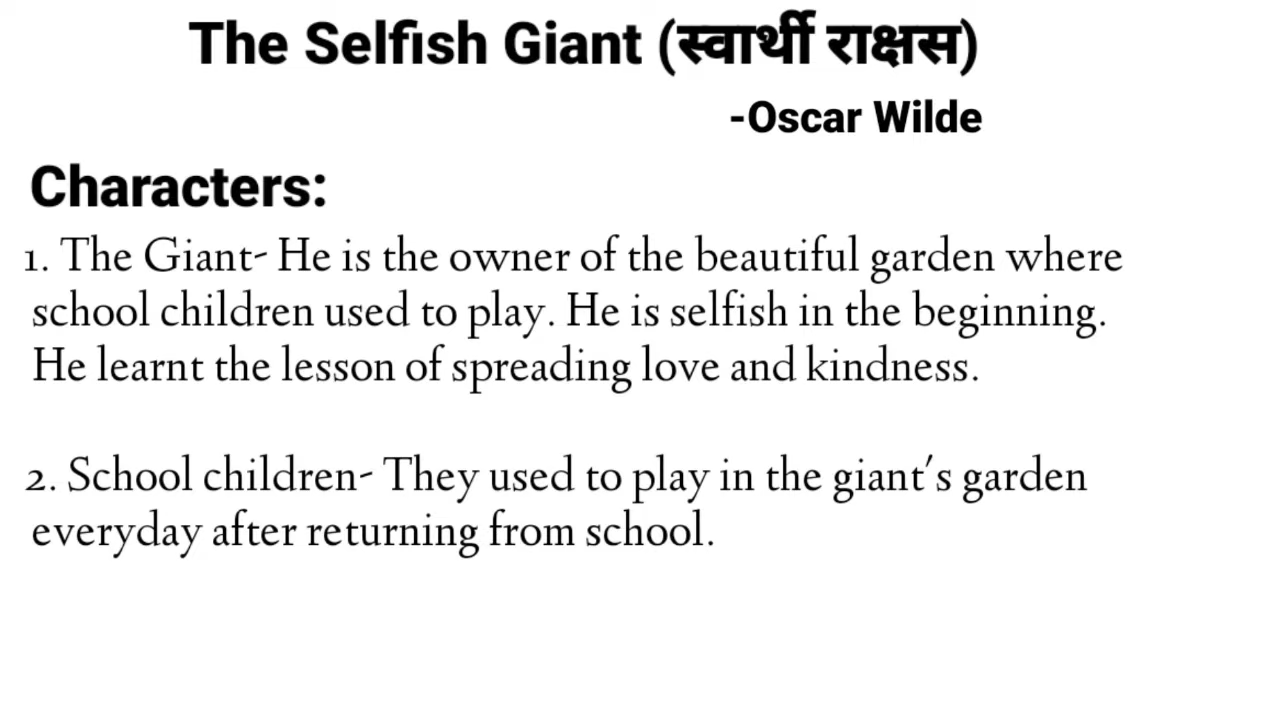 The Selfish Giant (स्वार्थी राक्षस)
-Oscar Wilde
Characters:
1. The Giant- He is the owner of the beautiful garden where
school children used to play. He is selfish in the beginning.
He learnt the lesson of spreading love and kindness.
2. School children- They used to play in the giant's garden
everyday after returning from school.